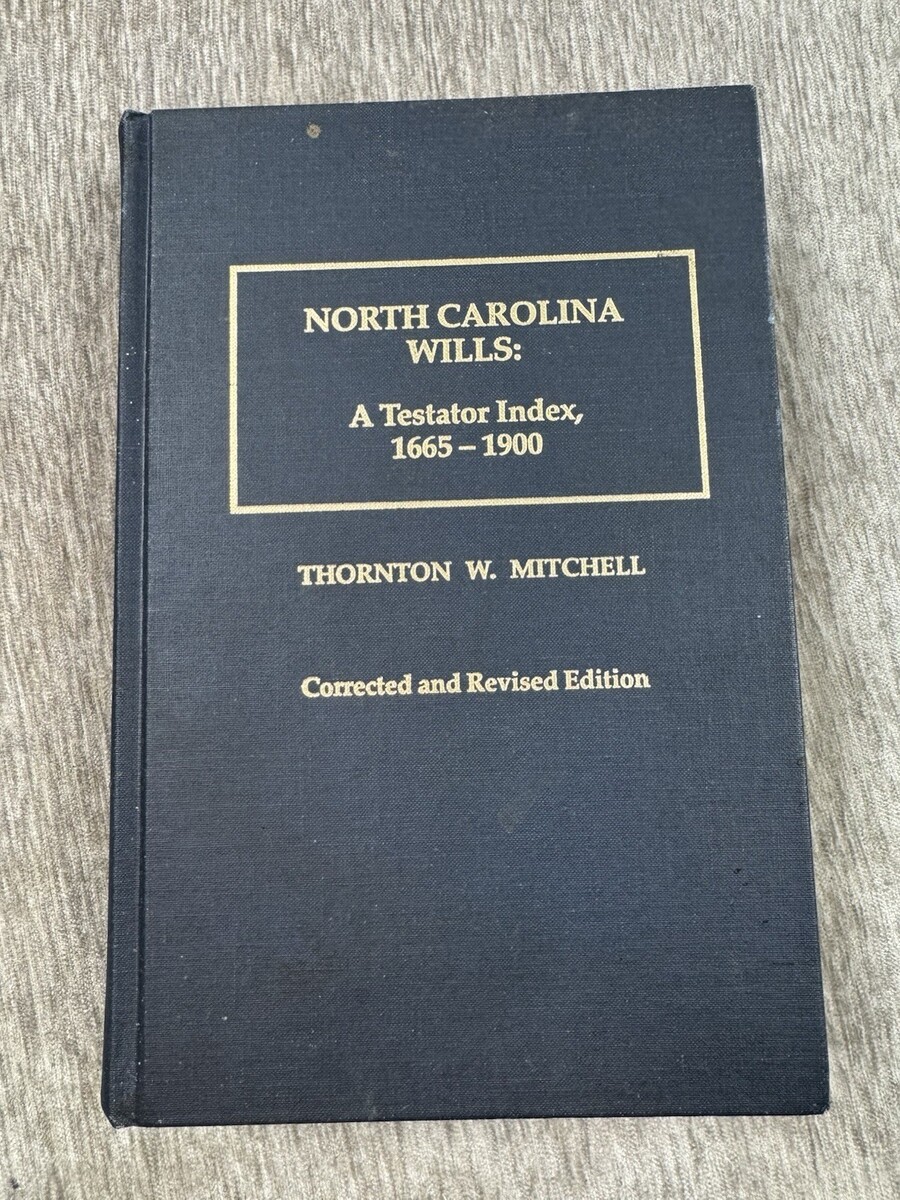 NORTH CAROLINA
WILLS:
A Testator Index,
1665 – 1900
THORNTON W. MITCHELL
Corrected and Revised Edition